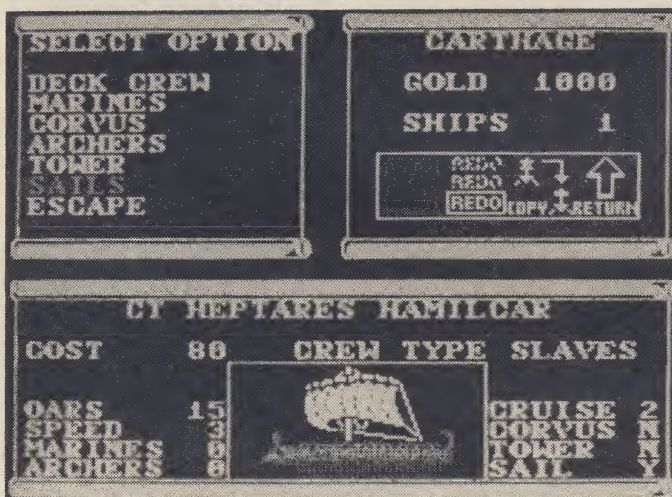 SELECT OPTION
DECK CREW
MARINES
CORVUS
ARCHERS
TOWER
SAILS
ESCAPE
CARTHAGE
GOLD 1000
SHIPS 1
REDO
REDO
REDO COPY RETURN
CT HEPTARES HAMILCAR
COST 80 CREW TYPE SLAVES
OARS 15 CRUISE 2
SPEED 3 CORVUS N
MARINES 0 TOWER N
ARCHERS 0 SAIL Y